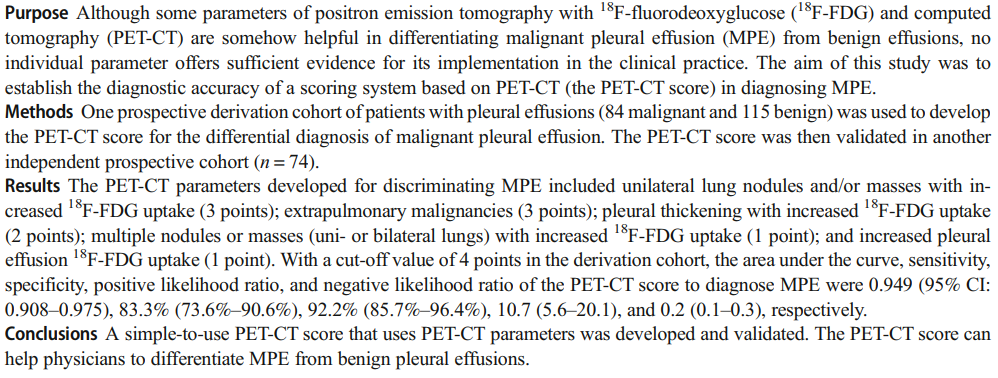 Purpose Although some parameters of positron emission tomography with ¹⁸F-fluorodeoxyglucose (¹⁸F-FDG) and computed
tomography (PET-CT) are somehow helpful in differentiating malignant pleural effusion (MPE) from benign effusions, no
individual parameter offers sufficient evidence for its implementation in the clinical practice. The aim of this study was to
establish the diagnostic accuracy of a scoring system based on PET-CT (the PET-CT score) in diagnosing MPE.
Methods One prospective derivation cohort of patients with pleural effusions (84 malignant and 115 benign) was used to develop
the PET-CT score for the differential diagnosis of malignant pleural effusion. The PET-CT score was then validated in another
independent prospective cohort (n = 74).
Results The PET-CT parameters developed for discriminating MPE included unilateral lung nodules and/or masses with in-
creased ¹⁸F-FDG uptake (3 points); extrapulmonary malignancies (3 points); pleural thickening with increased ¹⁸F-FDG uptake
(2 points); multiple nodules or masses (uni- or bilateral lungs) with increased ¹⁸F-FDG uptake (1 point); and increased pleural
effusion ¹⁸F-FDG uptake (1 point). With a cut-off value of 4 points in the derivation cohort, the area under the curve, sensitivity,
specificity, positive likelihood ratio, and negative likelihood ratio of the PET-CT score to diagnose MPE were 0.949 (95% CI:
0.908–0.975), 83.3% (73.6%–90.6%), 92.2% (85.7%–96.4%), 10.7 (5.6–20.1), and 0.2 (0.1–0.3), respectively.
Conclusions A simple-to-use PET-CT score that uses PET-CT parameters was developed and validated. The PET-CT score can
help physicians to differentiate MPE from benign pleural effusions.